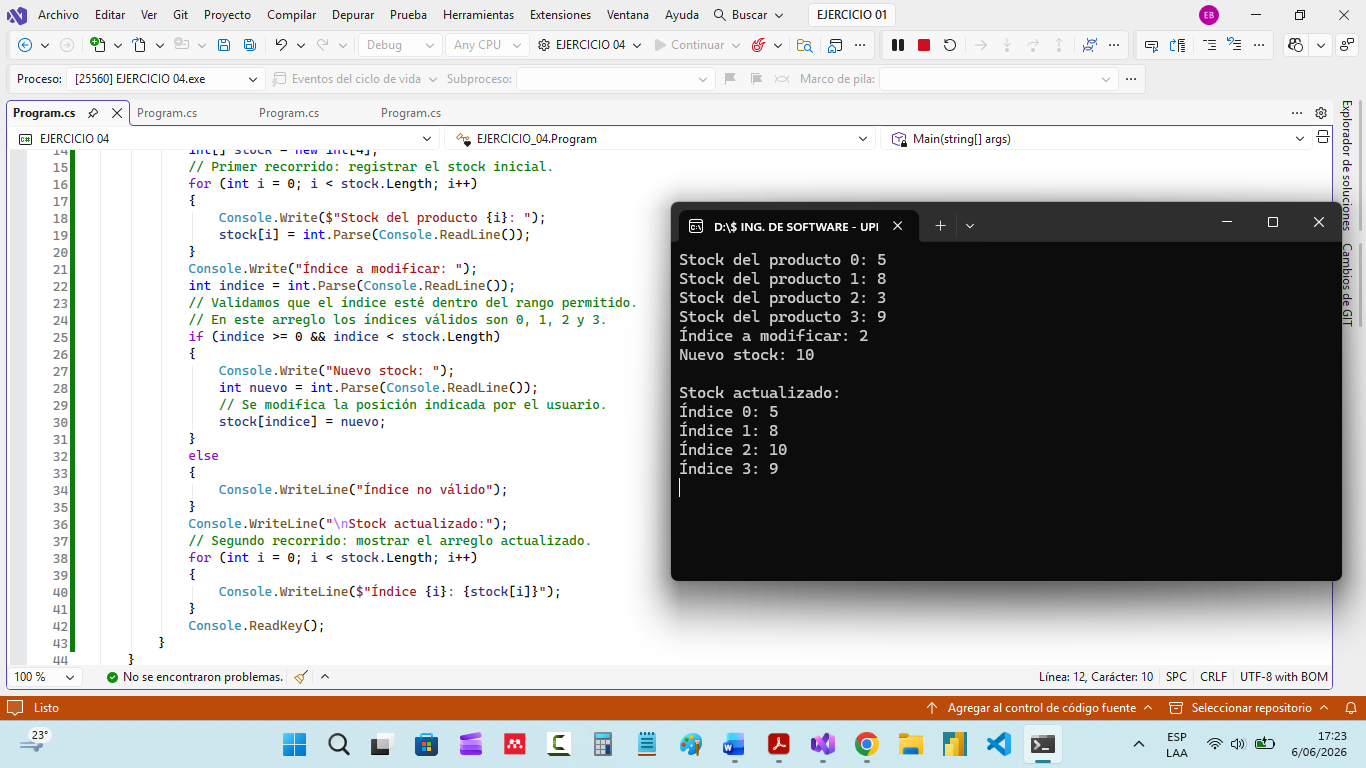 Archivo Editar Ver Git Proyecto Compilar Depurar Prueba Herramientas Extensiones Ventana Ayuda Buscar EJERCICIO 01 EB
Debug Any CPU EJERCICIO 04 Continuar
Proceso: [25560] EJERCICIO 04.exe Eventos del ciclo de vida Subproceso: Marco de pila:
Program.cs Program.cs Program.cs Program.cs
EJERCICIO 04 EJERCICIO_04.Program Main(string[] args)
14 int[] stock = new int[4];
15 // Primer recorrido: registrar el stock inicial.
16 for (int i = 0; i < stock.Length; i++)
17 {
18 Console.Write($"Stock del producto {i}: ");
19 stock[i] = int.Parse(Console.ReadLine());
20 }
21 Console.Write("Índice a modificar: ");
22 int indice = int.Parse(Console.ReadLine());
23 // Validamos que el índice esté dentro del rango permitido.
24 // En este arreglo los índices válidos son 0, 1, 2 y 3.
25 if (indice >= 0 && indice < stock.Length)
26 {
27 Console.Write("Nuevo stock: ");
28 int nuevo = int.Parse(Console.ReadLine());
29 // Se modifica la posición indicada por el usuario.
30 stock[indice] = nuevo;
31 }
32 else
33 {
34 Console.WriteLine("Índice no válido");
35 }
36 Console.WriteLine("\nStock actualizado:");
37 // Segundo recorrido: mostrar el arreglo actualizado.
38 for (int i = 0; i < stock.Length; i++)
39 {
40 Console.WriteLine($"Índice {i}: {stock[i]}");
41 }
42 Console.ReadKey();
43 }
44 }
D:\$ ING. DE SOFTWARE - UPI
Stock del producto 0: 5
Stock del producto 1: 8
Stock del producto 2: 3
Stock del producto 3: 9
Índice a modificar: 2
Nuevo stock: 10
Stock actualizado:
Índice 0: 5
Índice 1: 8
Índice 2: 10
Índice 3: 9
Explorador de soluciones
Cambios de GIT
100 % No se encontraron problemas. Línea: 12, Carácter: 10 SPC CRLF UTF-8 with BOM
Listo Agregar al control de código fuente Seleccionar repositorio
23° ESP 17:23
LAA 6/06/2026